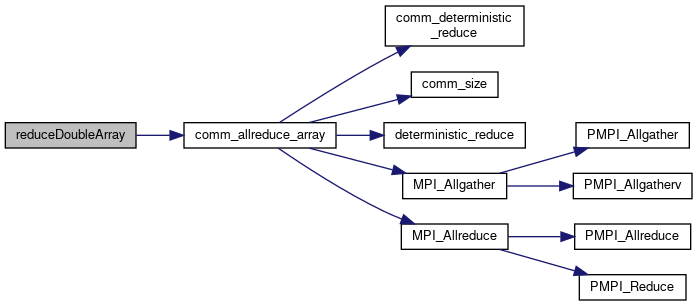 reduceDoubleArray
comm_allreduce_array
comm_deterministic
_reduce
comm_size
deterministic_reduce
MPI_Allgather
MPI_Allreduce
PMPI_Allgather
PMPI_Allgatherv
PMPI_Allreduce
PMPI_Reduce